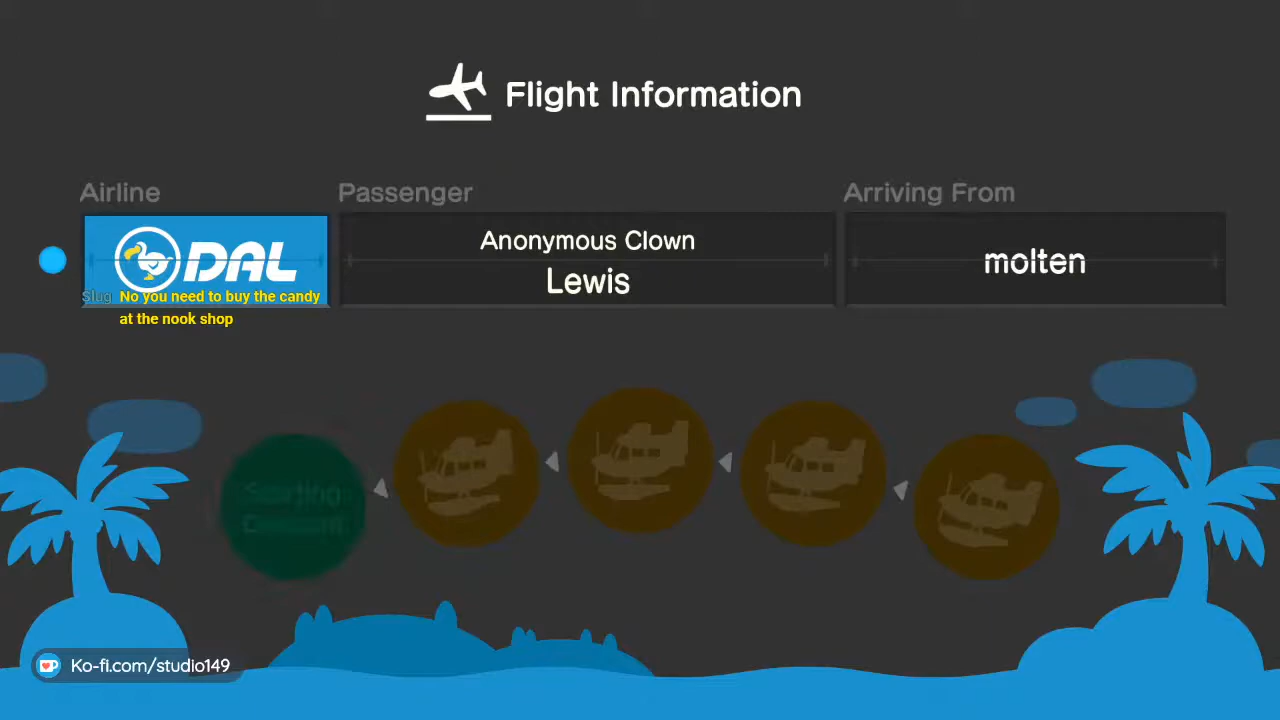 Flight Information
Airline
Passenger
Arriving From
DAL
Anonymous Clown
Lewis
molten
Slug No you need to buy the candy
at the nook shop
Ko-fi.com/studio149